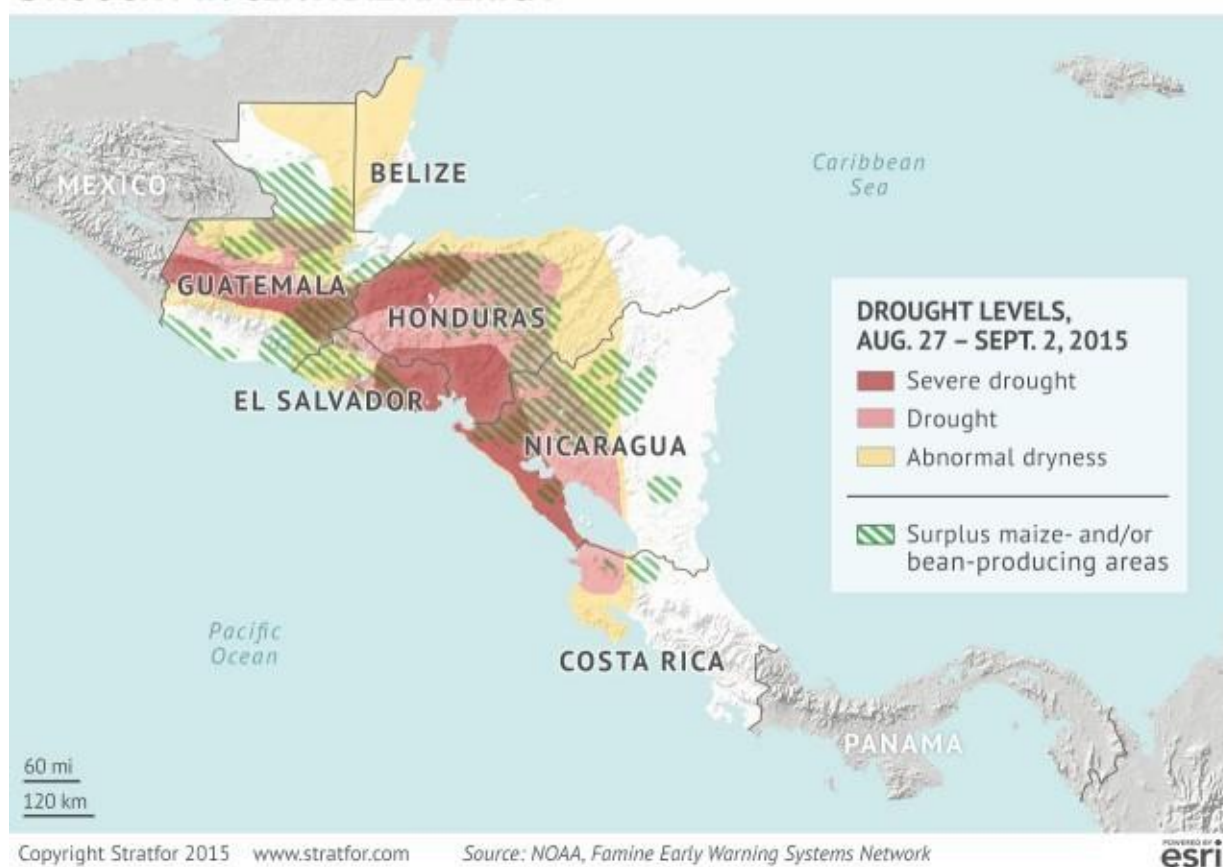 MEXICO
BELIZE
Caribbean
Sea
GUATEMALA
HONDURAS
EL SALVADOR
NICARAGUA
COSTA RICA
PANAMA
Pacific
Ocean
DROUGHT LEVELS,
AUG. 27 – SEPT. 2, 2015
Severe drought
Drought
Abnormal dryness
Surplus maize- and/or
bean-producing areas
60 mi
120 km
Copyright Stratfor 2015 www.stratfor.com Source: NOAA, Famine Early Warning Systems Network
POWERED BY
esri